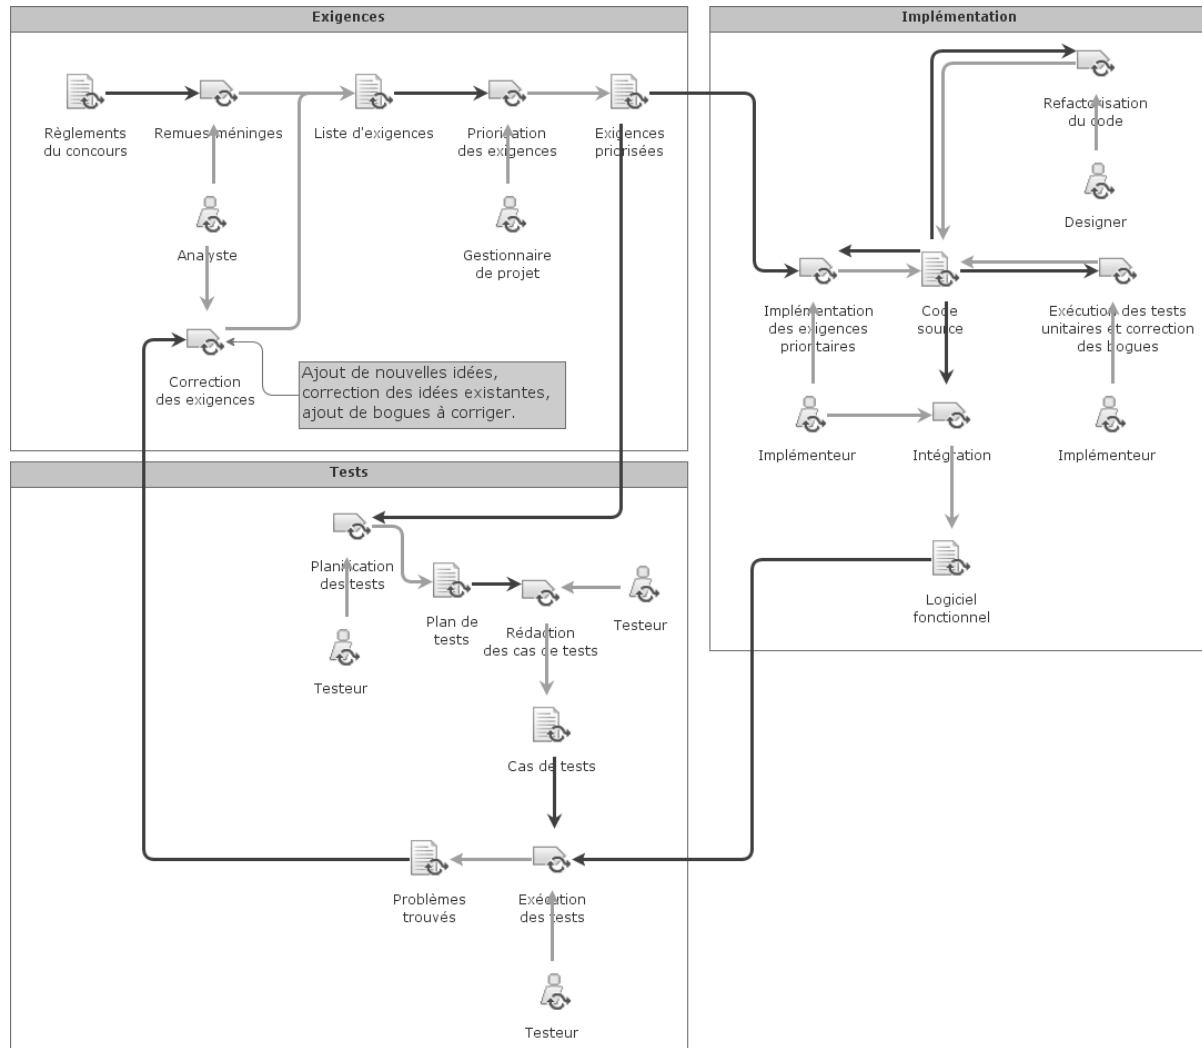 Exigences
Règlements
du concours
Remues-méninges
Liste d'exigences
Priorisation
des exigences
Exigences
priorisées
Analyste
Gestionnaire
de projet
Correction
des exigences
Ajout de nouvelles idées,
correction des idées existantes,
ajout de bogues à corriger.
Implémentation
Refactorisation
du code
Designer
Implémentation
des exigences
prioritaires
Code
source
Exécution des tests
unitaires et correction
des bogues
Implémenteur
Intégration
Implémenteur
Logiciel
fonctionnel
Tests
Planification
des tests
Plan de
tests
Rédaction
des cas de tests
Testeur
Testeur
Cas de tests
Problèmes
trouvés
Exécution
des tests
Testeur